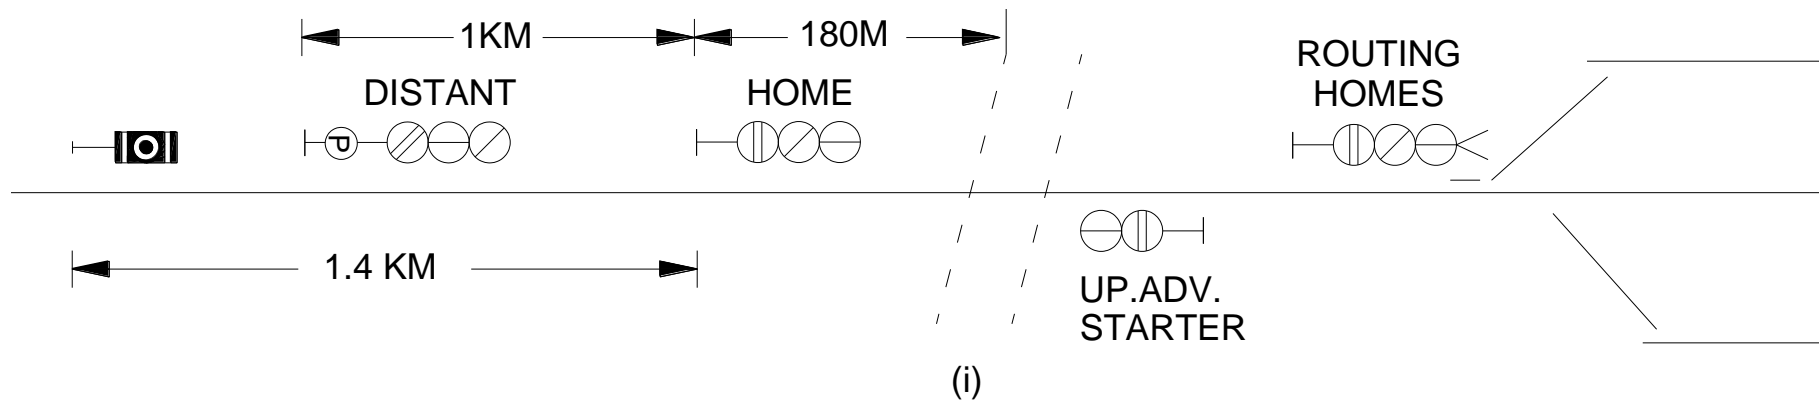 1KM
180M
ROUTING
HOMES
DISTANT
HOME
P
1.4 KM
UP.ADV.
STARTER
(i)